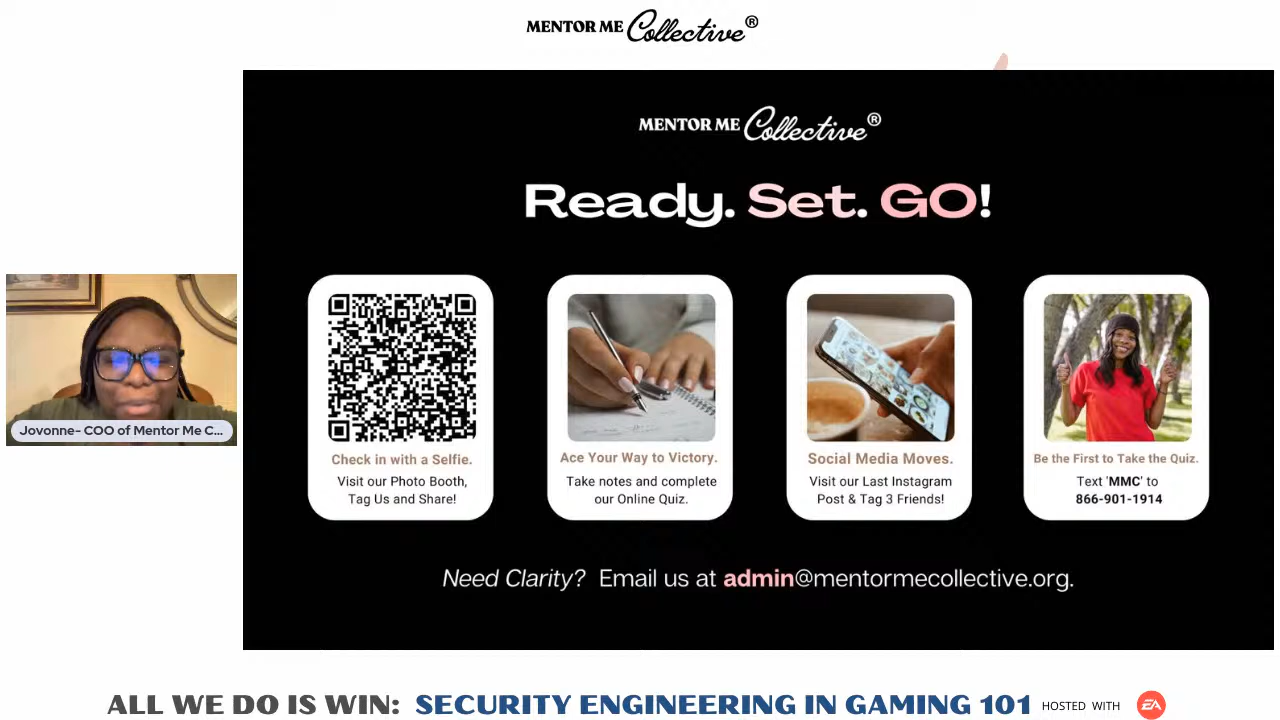 MENTOR ME Collective®
MENTOR ME Collective®
Ready. Set. GO!
Check in with a Selfie.
Visit our Photo Booth,
Tag Us and Share!
Ace Your Way to Victory.
Take notes and complete
our Online Quiz.
Social Media Moves.
Visit our Last Instagram
Post & Tag 3 Friends!
Be the First to Take the Quiz.
Text 'MMC' to
866-901-1914
Jovonne- COO of Mentor Me C...
Need Clarity? Email us at admin@mentormecollective.org.
ALL WE DO IS WIN: SECURITY ENGINEERING IN GAMING 101 HOSTED WITH EA